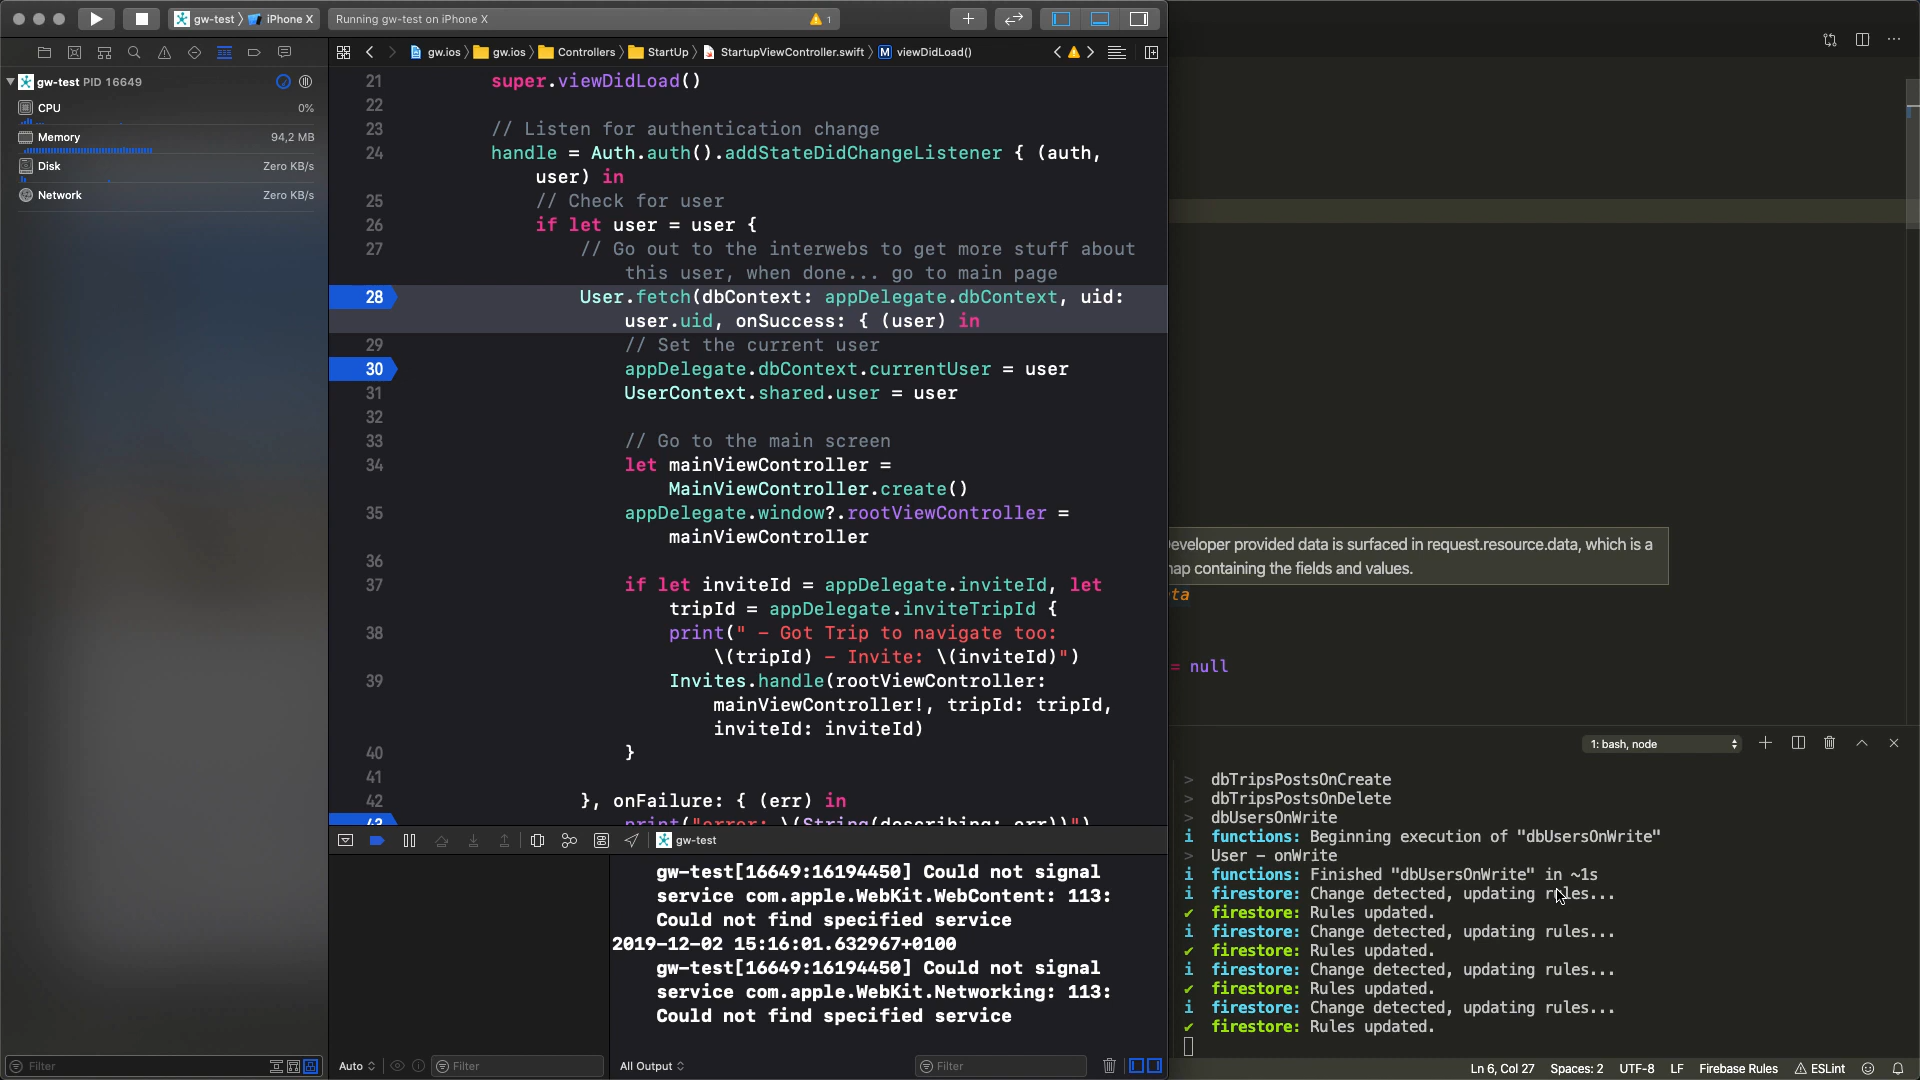 gw-test 〉 iPhone X
Running gw-test on iPhone X
1
gw.ios 〉 gw.ios 〉 Controllers 〉 StartUp 〉 StartupViewController.swift 〉 M viewDidLoad()
gw-test PID 16649
CPU 0%
Memory 94,2 MB
Disk Zero KB/s
Network Zero KB/s
21 super.viewDidLoad()
22
23 // Listen for authentication change
24 handle = Auth.auth().addStateDidChangeListener { (auth,
user) in
25 // Check for user
26 if let user = user {
27 // Go out to the interwebs to get more stuff about
this user, when done... go to main page
28 User.fetch(dbContext: appDelegate.dbContext, uid:
user.uid, onSuccess: { (user) in
29 // Set the current user
30 appDelegate.dbContext.currentUser = user
31 UserContext.shared.user = user
32
33 // Go to the main screen
34 let mainViewController =
MainViewController.create()
35 appDelegate.window?.rootViewController =
mainViewController
36
37 if let inviteId = appDelegate.inviteId, let
tripId = appDelegate.inviteTripId {
38 print(" - Got Trip to navigate too:
\(tripId) - Invite: \(inviteId)")
39 Invites.handle(rootViewController:
mainViewController!, tripId: tripId,
inviteId: inviteId)
40 }
41
42 }, onFailure: { (err) in
43 print("error: \(String(describing: err))")
gw-test
gw-test[16649:16194450] Could not signal
service com.apple.WebKit.WebContent: 113:
Could not find specified service
2019-12-02 15:16:01.632967+0100
gw-test[16649:16194450] Could not signal
service com.apple.WebKit.Networking: 113:
Could not find specified service
Filter
Auto
Filter
All Output
Filter
eveloper provided data is surfaced in request.resource.data, which is a
ap containing the fields and values.
ta
= null
1: bash, node
> dbTripsPostsOnCreate
> dbTripsPostsOnDelete
> dbUsersOnWrite
i functions: Beginning execution of "dbUsersOnWrite"
> User - onWrite
i functions: Finished "dbUsersOnWrite" in ~1s
i firestore: Change detected, updating rules...
✔ firestore: Rules updated.
i firestore: Change detected, updating rules...
✔ firestore: Rules updated.
i firestore: Change detected, updating rules...
✔ firestore: Rules updated.
i firestore: Change detected, updating rules...
✔ firestore: Rules updated.
Ln 6, Col 27 Spaces: 2 UTF-8 LF Firebase Rules ESLint